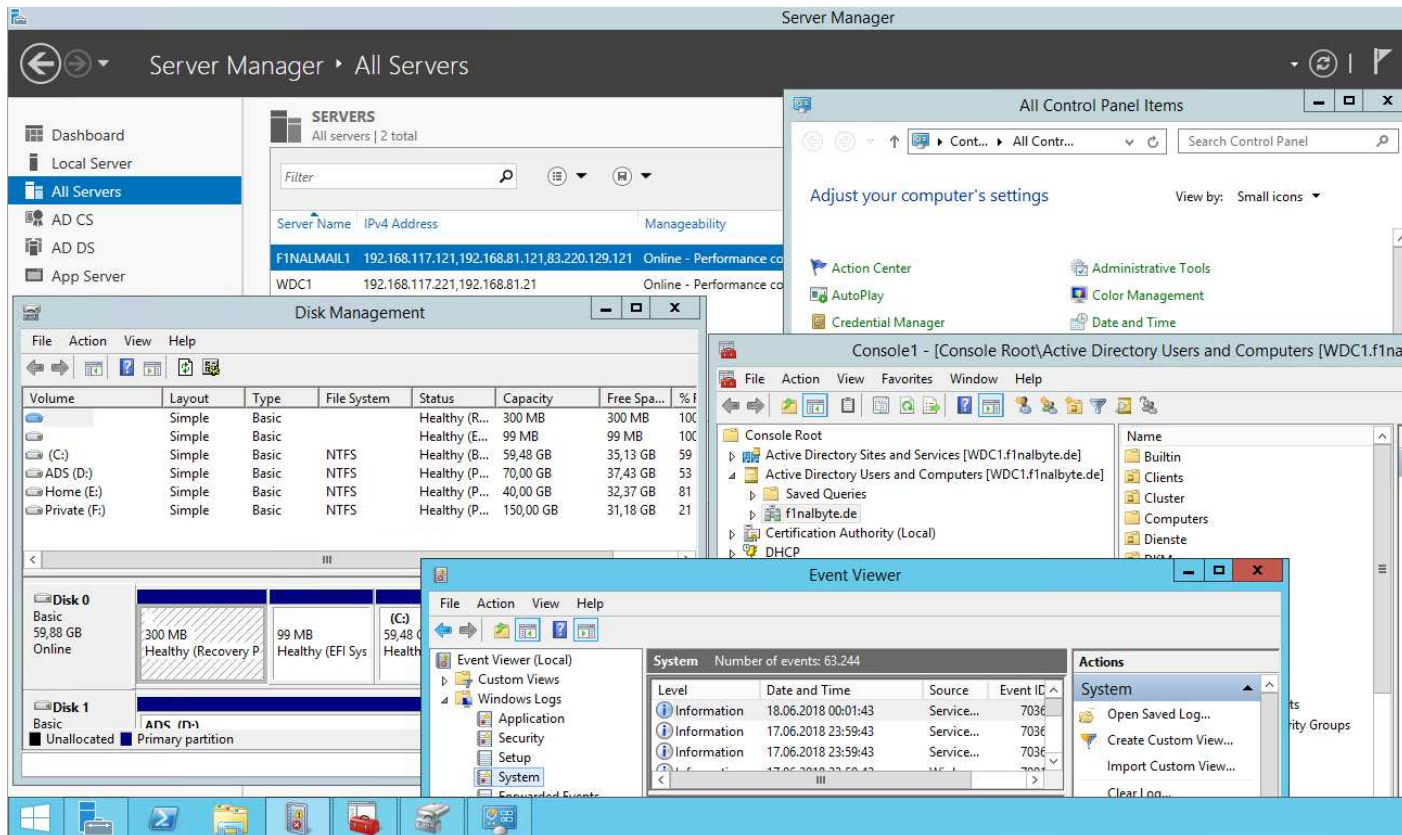 Server Manager
Server Manager ‣ All Servers
Dashboard
Local Server
All Servers
AD CS
AD DS
App Server
SERVERS
All servers | 2 total
Filter
Server Name IPv4 Address Manageability
F1NALMAIL1 192.168.117.121,192.168.81.121,83.220.129.121 Online - Performance co
WDC1 192.168.117.221,192.168.81.21 Online - Performance co
All Control Panel Items
Cont... ‣ All Contr...
Search Control Panel
Adjust your computer's settings
View by: Small icons
Action Center
Administrative Tools
AutoPlay
Color Management
Credential Manager
Date and Time
Disk Management
File Action View Help
Volume Layout Type File System Status Capacity Free Spa... % F
Simple Basic Healthy (R... 300 MB 300 MB 100
Simple Basic Healthy (E... 99 MB 99 MB 100
(C:) Simple Basic NTFS Healthy (B... 59,48 GB 35,13 GB 59
ADS (D:) Simple Basic NTFS Healthy (P... 70,00 GB 37,43 GB 53
Home (E:) Simple Basic NTFS Healthy (P... 40,00 GB 32,37 GB 81
Private (F:) Simple Basic NTFS Healthy (P... 150,00 GB 31,18 GB 21
Disk 0
Basic
59,88 GB
Online
300 MB
Healthy (Recovery P
99 MB
Healthy (EFI Sys
(C:)
59,48
Health
Disk 1
Basic
ADS (D:)
Unallocated Primary partition
Console1 - [Console Root\Active Directory Users and Computers [WDC1.f1na
File Action View Favorites Window Help
Console Root
Active Directory Sites and Services [WDC1.f1nalbyte.de]
Active Directory Users and Computers [WDC1.f1nalbyte.de]
Saved Queries
f1nalbyte.de
Certification Authority (Local)
DHCP
Name
Builtin
Clients
Cluster
Computers
Dienste
ts
rity Groups
Event Viewer
File Action View Help
Event Viewer (Local)
Custom Views
Windows Logs
Application
Security
Setup
System
Forwarded Events
System Number of events: 63.244
Level Date and Time Source Event ID
Information 18.06.2018 00:01:43 Service... 7036
Information 17.06.2018 23:59:43 Service... 7036
Actions
System
Open Saved Log...
Create Custom View...
Import Custom View...
Clear Log...